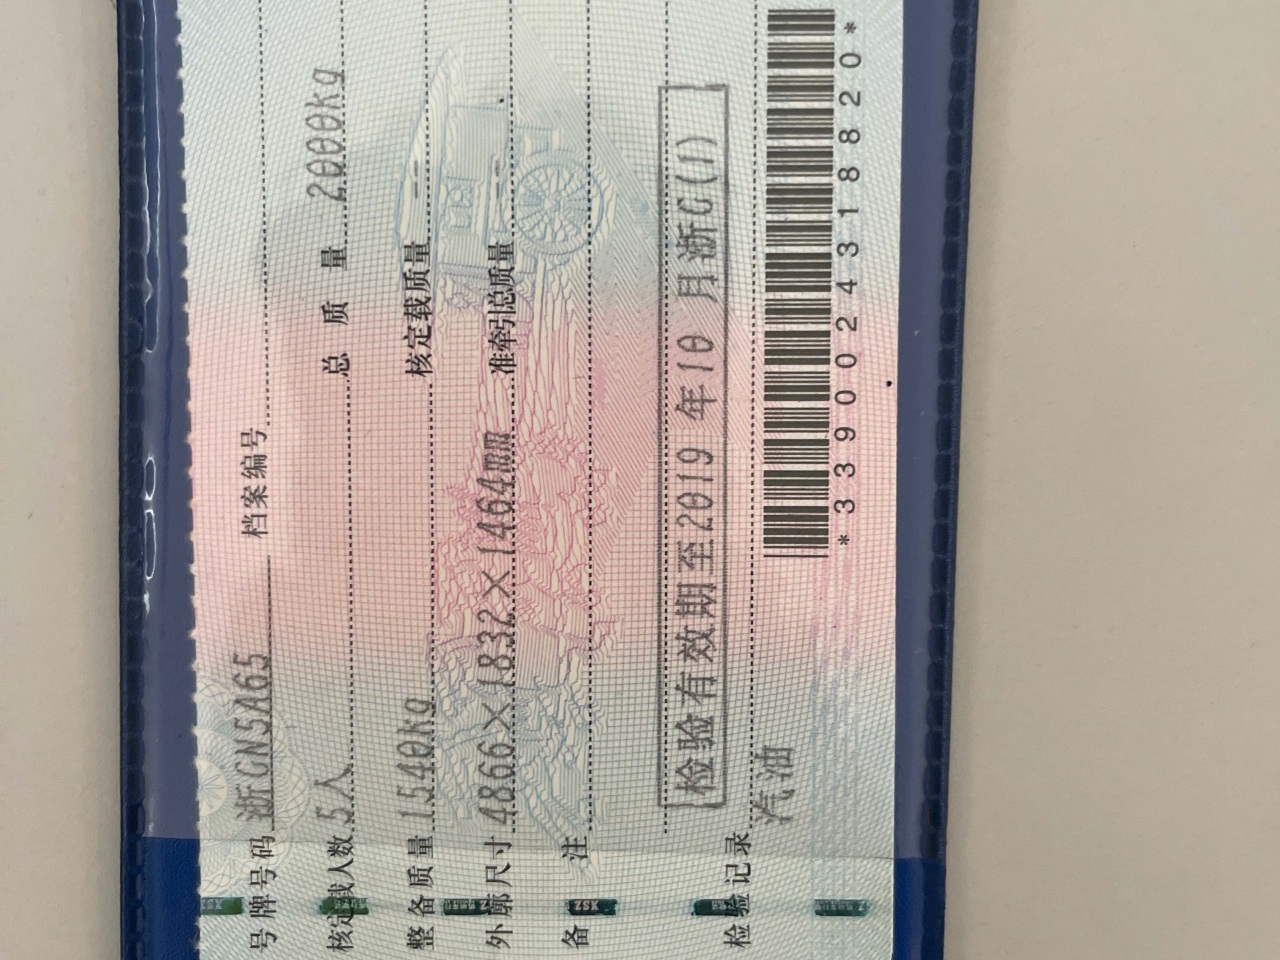 号牌号码 浙GN5A65 档案编号
核定载人数 5人 总质量 2000kg
整备质量 1540kg 核定载质量 --
外廓尺寸 4866×1832×1464mm 准牵引总质量 --
备注
检验有效期至2019年10月浙G(1)
检验记录
汽油
*3390024318820*